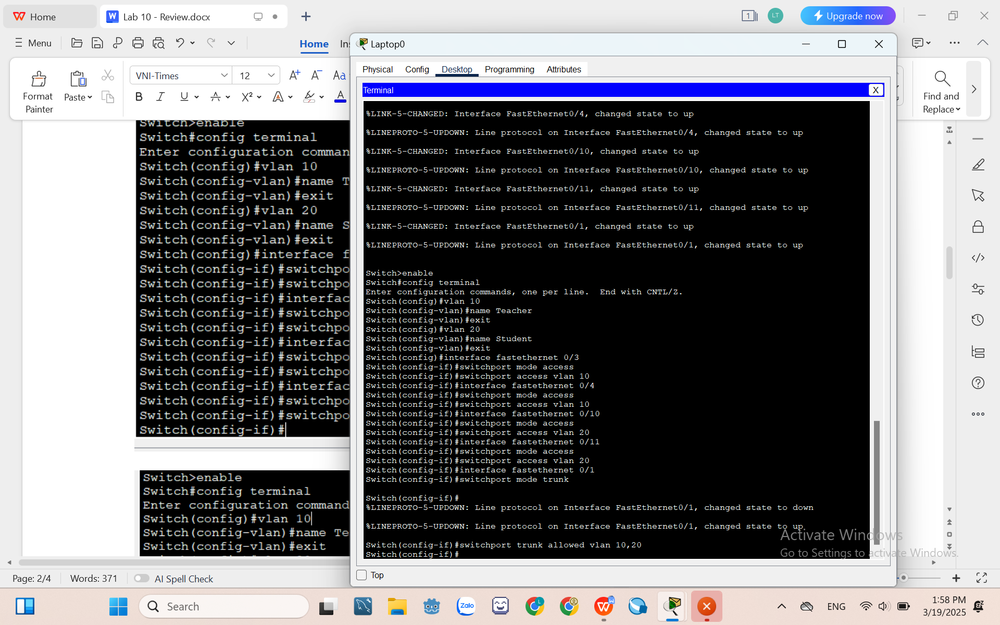 Home
Lab 10 - Review.docx
1
LT
Upgrade now
Menu
Home
Ins
Laptop0
Format
Painter
Paste
VNI-Times
12
Find and
Replace
Physical Config Desktop Programming Attributes
Terminal
X
%LINK-5-CHANGED: Interface FastEthernet0/4, changed state to up
%LINEPROTO-5-UPDOWN: Line protocol on Interface FastEthernet0/4, changed state to up
%LINK-5-CHANGED: Interface FastEthernet0/10, changed state to up
%LINEPROTO-5-UPDOWN: Line protocol on Interface FastEthernet0/10, changed state to up
%LINK-5-CHANGED: Interface FastEthernet0/11, changed state to up
%LINEPROTO-5-UPDOWN: Line protocol on Interface FastEthernet0/11, changed state to up
%LINK-5-CHANGED: Interface FastEthernet0/1, changed state to up
%LINEPROTO-5-UPDOWN: Line protocol on Interface FastEthernet0/1, changed state to up
Switch>enable
Switch#config terminal
Enter configuration commands, one per line. End with CNTL/Z.
Switch(config)#vlan 10
Switch(config-vlan)#name Teacher
Switch(config-vlan)#exit
Switch(config)#vlan 20
Switch(config-vlan)#name Student
Switch(config-vlan)#exit
Switch(config)#interface fastethernet 0/3
Switch(config-if)#switchport mode access
Switch(config-if)#switchport access vlan 10
Switch(config-if)#interface fastethernet 0/4
Switch(config-if)#switchport mode access
Switch(config-if)#switchport access vlan 10
Switch(config-if)#interface fastethernet 0/10
Switch(config-if)#switchport mode access
Switch(config-if)#switchport access vlan 20
Switch(config-if)#interface fastethernet 0/11
Switch(config-if)#switchport mode access
Switch(config-if)#switchport access vlan 20
Switch(config-if)#interface fastethernet 0/1
Switch(config-if)#switchport mode trunk
Switch(config-if)#
%LINEPROTO-5-UPDOWN: Line protocol on Interface FastEthernet0/1, changed state to down
%LINEPROTO-5-UPDOWN: Line protocol on Interface FastEthernet0/1, changed state to up
Switch(config-if)#switchport trunk allowed vlan 10,20
Switch(config-if)#
Top
Switch>enable
Switch#config terminal
Enter configuration comman
Switch(config)#vlan 10
Switch(config-vlan)#name T
Switch(config-vlan)#exit
Switch(config)#vlan 20
Switch(config-vlan)#name S
Switch(config-vlan)#exit
Switch(config)#interface f
Switch(config-if)#switchpo
Switch(config-if)#switchpo
Switch(config-if)#interfac
Switch(config-if)#switchpo
Switch(config-if)#switchpo
Switch(config-if)#interfac
Switch(config-if)#switchpo
Switch(config-if)#switchpo
Switch(config-if)#interfac
Switch(config-if)#switchpo
Switch(config-if)#switchpo
Switch(config-if)#
Switch>enable
Switch#config terminal
Enter configuration command
Switch(config)#vlan 10
Switch(config-vlan)#name Te
Switch(config-vlan)#exit
Activate Windows
Go to Settings to activate Windows.
Page: 2/4
Words: 371
AI Spell Check
Search
Zalo
ENG
1:58 PM
3/19/2025